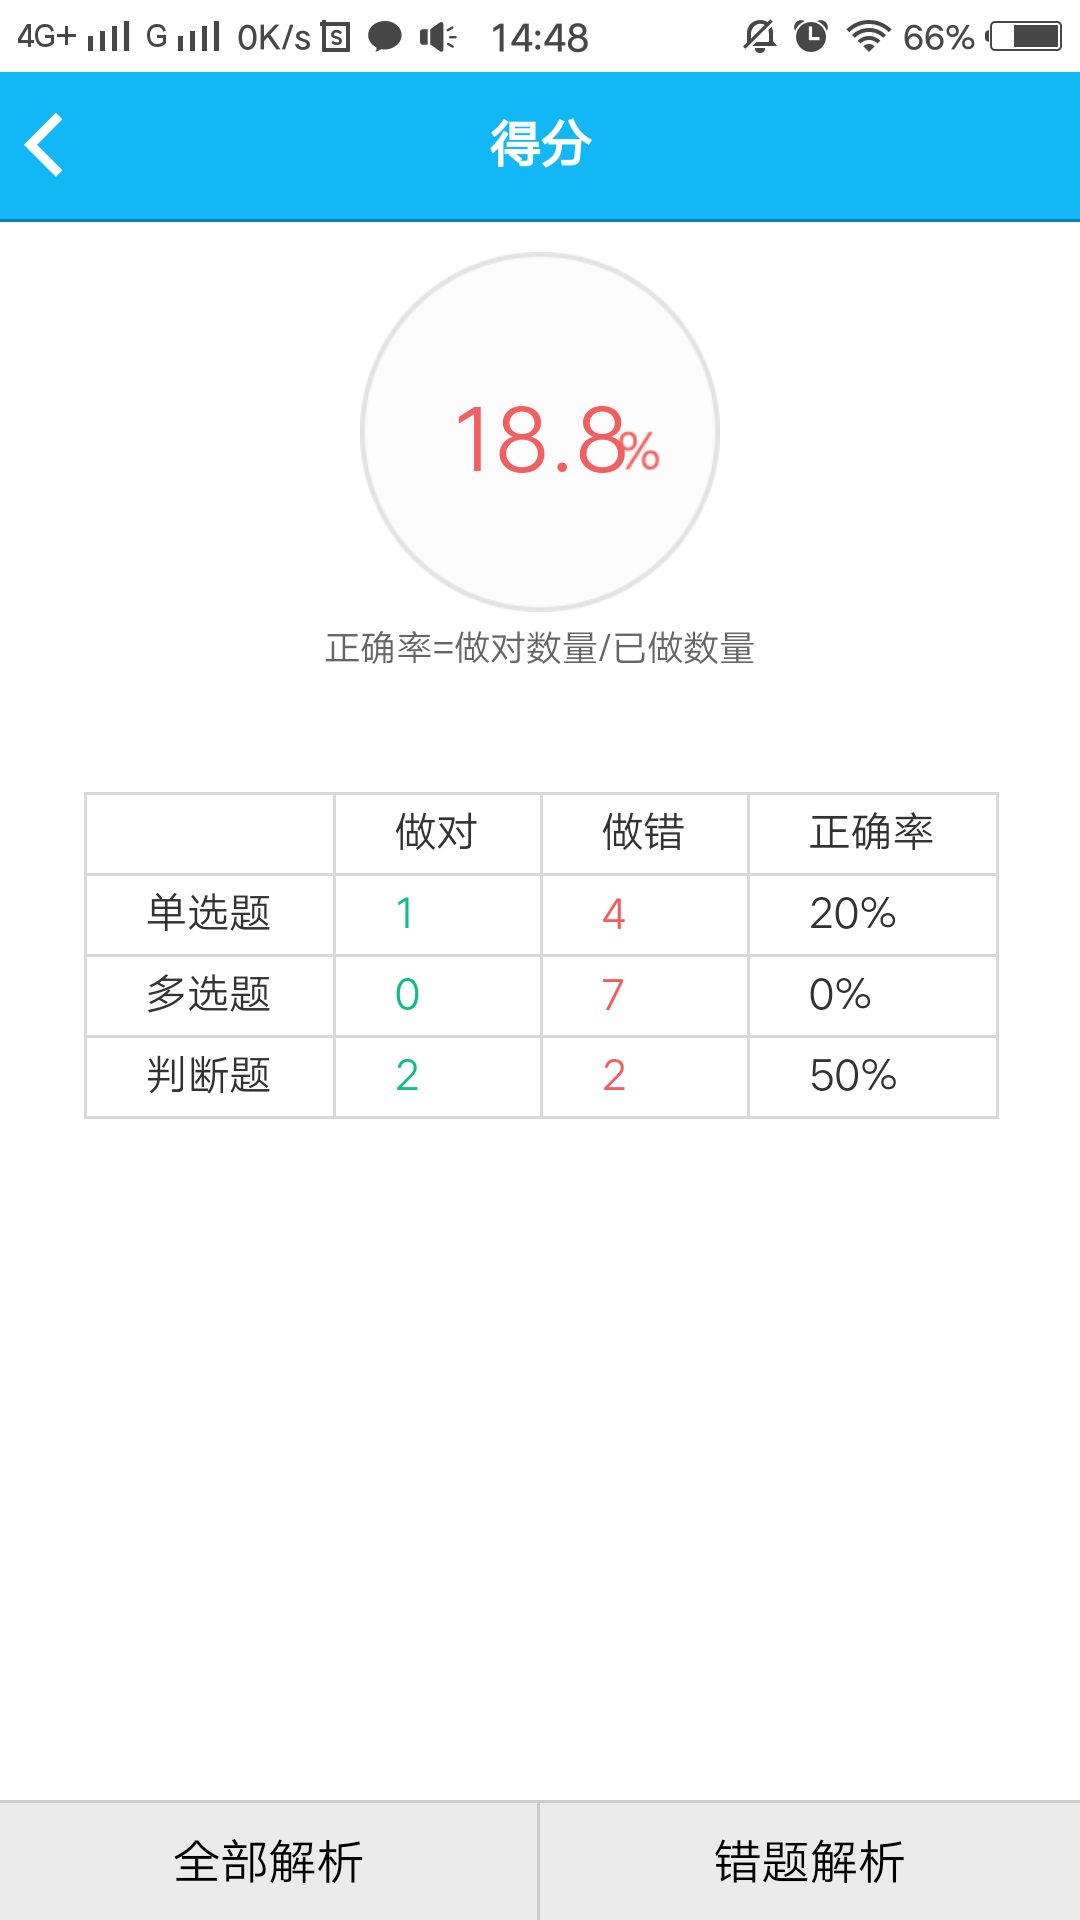 4G+ G 0K/s S 14:48 66%
得分
18.8%
正确率=做对数量/已做数量
做对 做错 正确率
单选题 1 4 20%
多选题 0 7 0%
判断题 2 2 50%
全部解析 错题解析